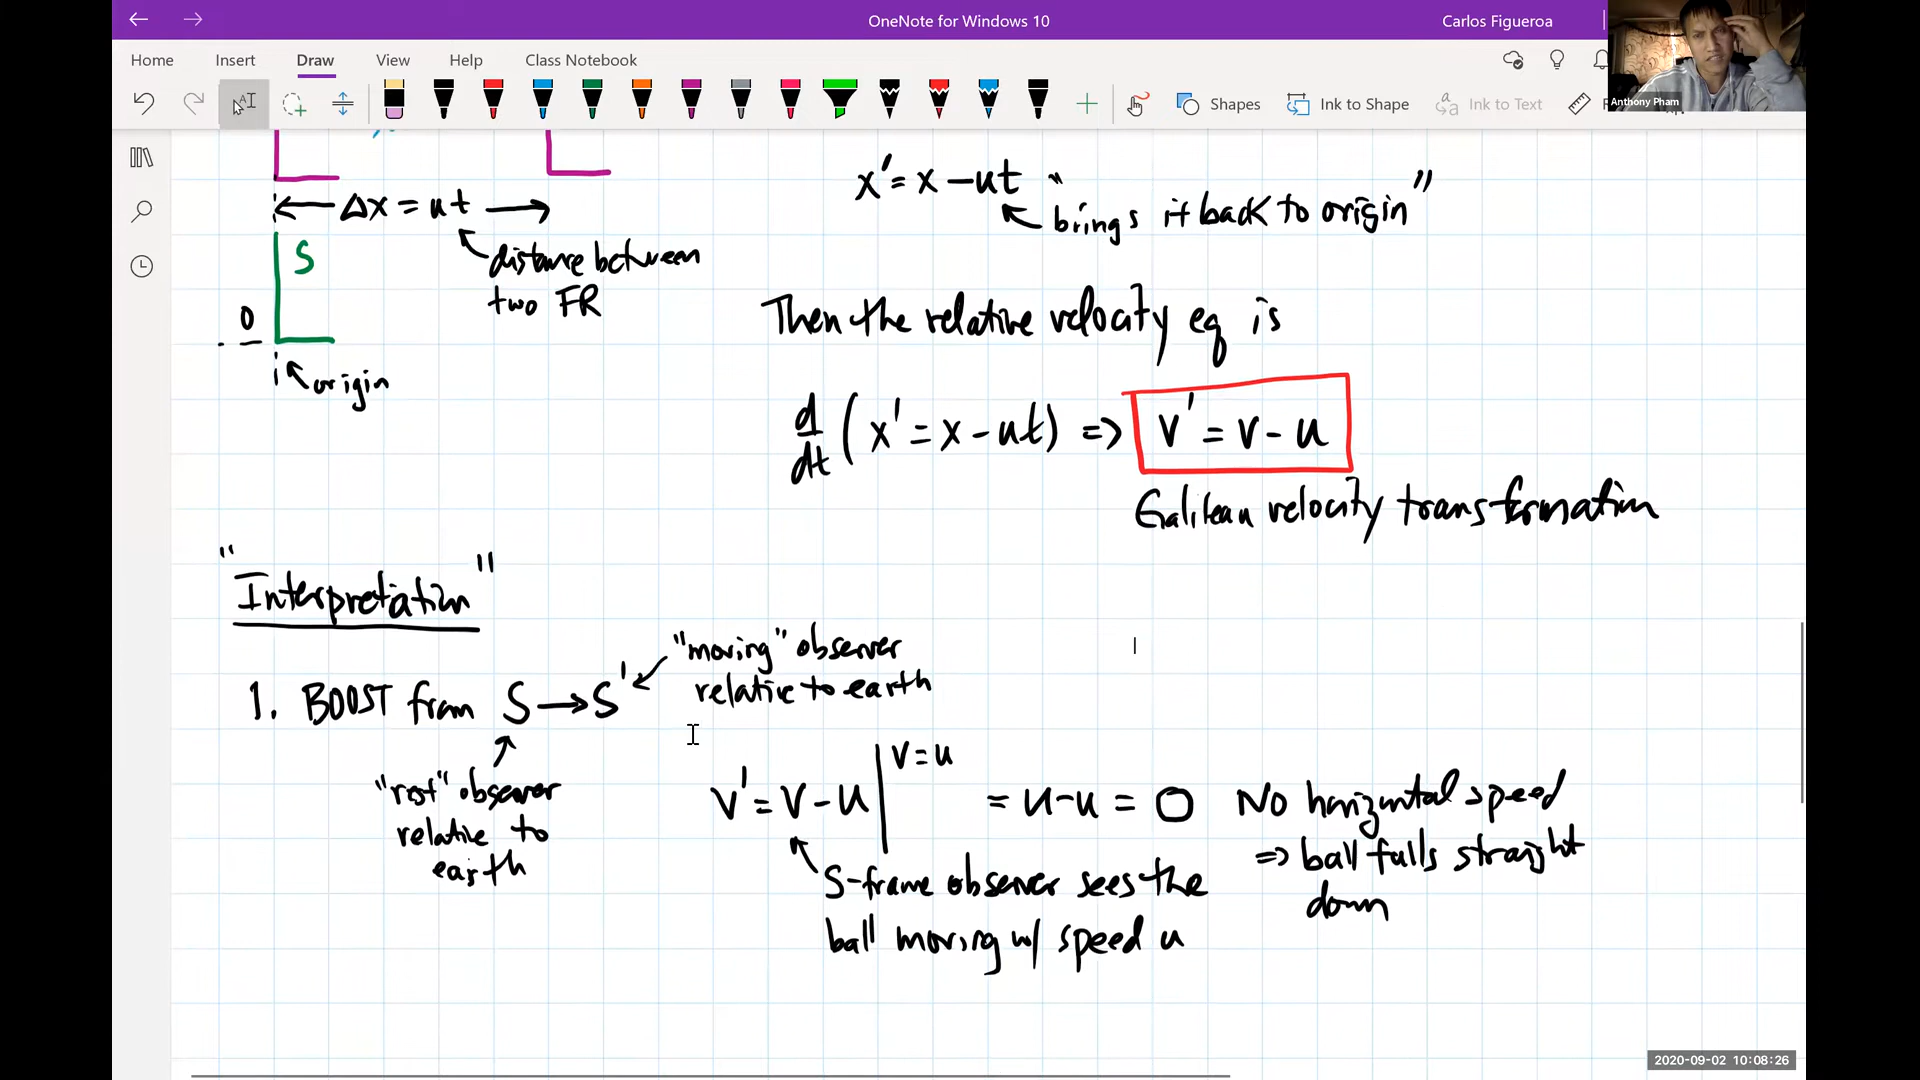 OneNote for Windows 10
Carlos Figueroa
Home Insert Draw View Help Class Notebook
Shapes Ink to Shape Ink to Text
Anthony Pham
Δx = ut
distance between
two FR
S
0
origin
x' = x - ut "
brings it back to origin"
Then the relative velocity eq is
d/dt (x' = x - ut) => v' = v - u
Galilean velocity transformation
"Interpretation"
1. BOOST from S → S'
"moving" observer
relative to earth
"rest" observer
relative to
earth
v' = v - u | v = u = u - u = 0
S-frame observer sees the
ball moving w/ speed u
No horizontal speed
=> ball falls straight
down
2020-09-02 10:08:26